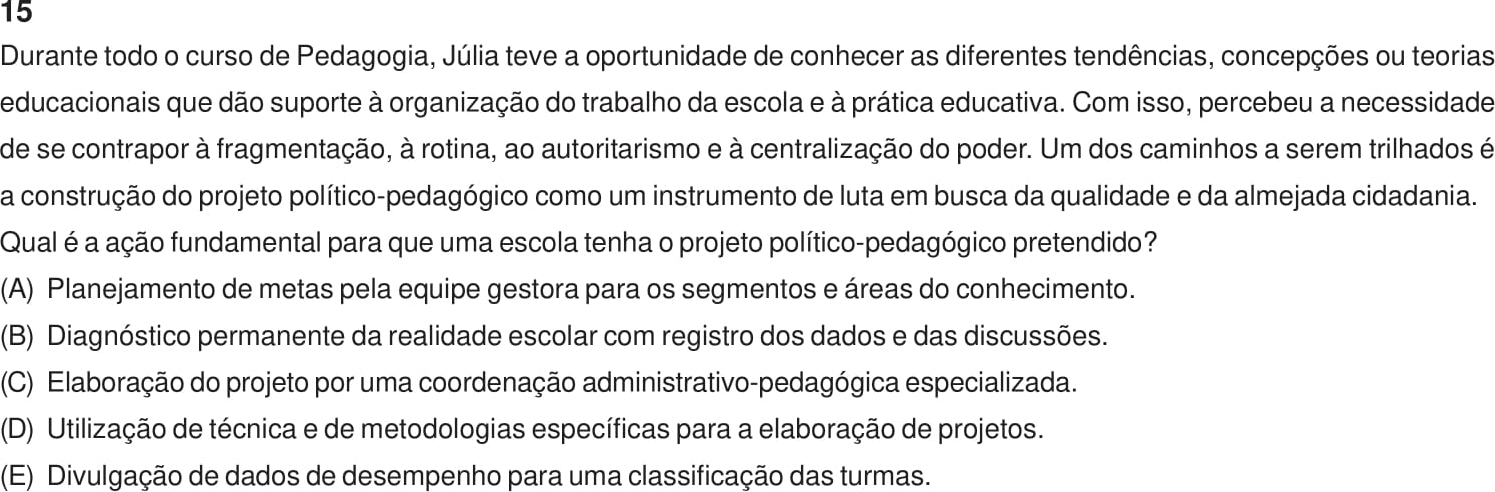 15
Durante todo o curso de Pedagogia, Júlia teve a oportunidade de conhecer as diferentes tendências, concepções ou teorias
educacionais que dão suporte à organização do trabalho da escola e à prática educativa. Com isso, percebeu a necessidade
de se contrapor à fragmentação, à rotina, ao autoritarismo e à centralização do poder. Um dos caminhos a serem trilhados é
a construção do projeto político-pedagógico como um instrumento de luta em busca da qualidade e da almejada cidadania.
Qual é a ação fundamental para que uma escola tenha o projeto político-pedagógico pretendido?
(A) Planejamento de metas pela equipe gestora para os segmentos e áreas do conhecimento.
(B) Diagnóstico permanente da realidade escolar com registro dos dados e das discussões.
(C) Elaboração do projeto por uma coordenação administrativo-pedagógica especializada.
(D) Utilização de técnica e de metodologias específicas para a elaboração de projetos.
(E) Divulgação de dados de desempenho para uma classificação das turmas.